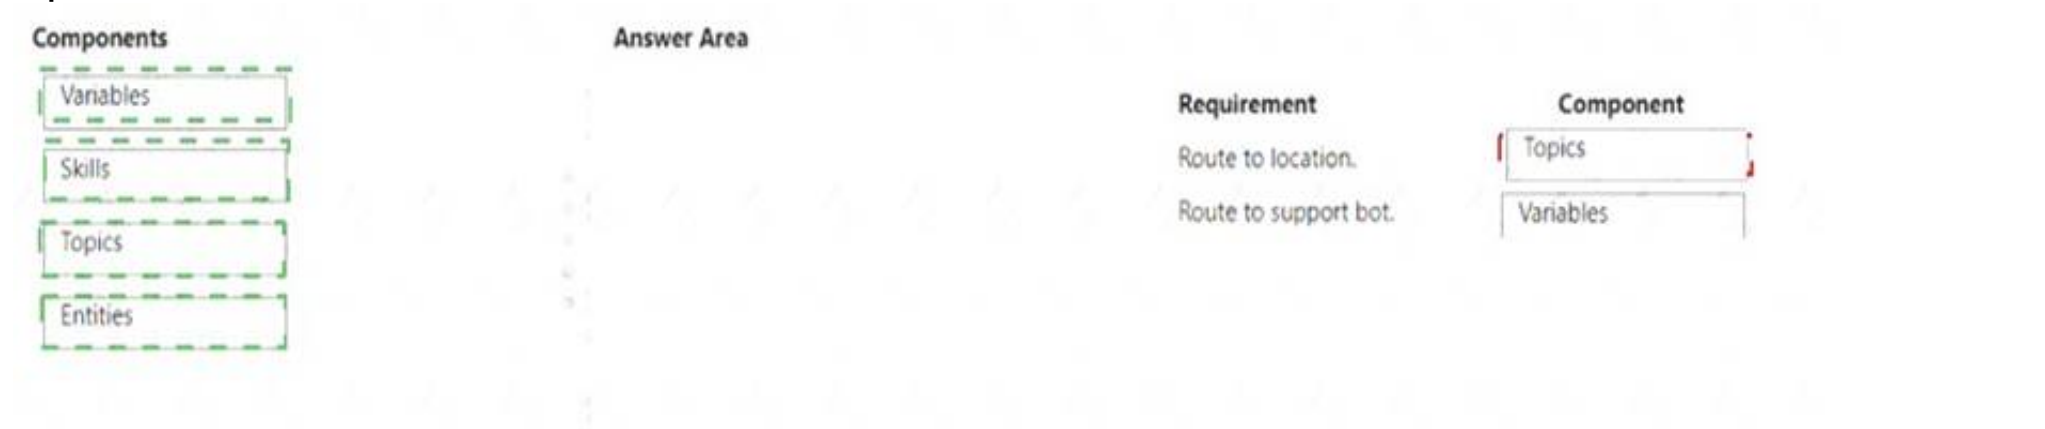 Components
Answer Area
Variables
Skills
Topics
Entities
Requirement
Component
Route to location.
Topics
Route to support bot.
Variables